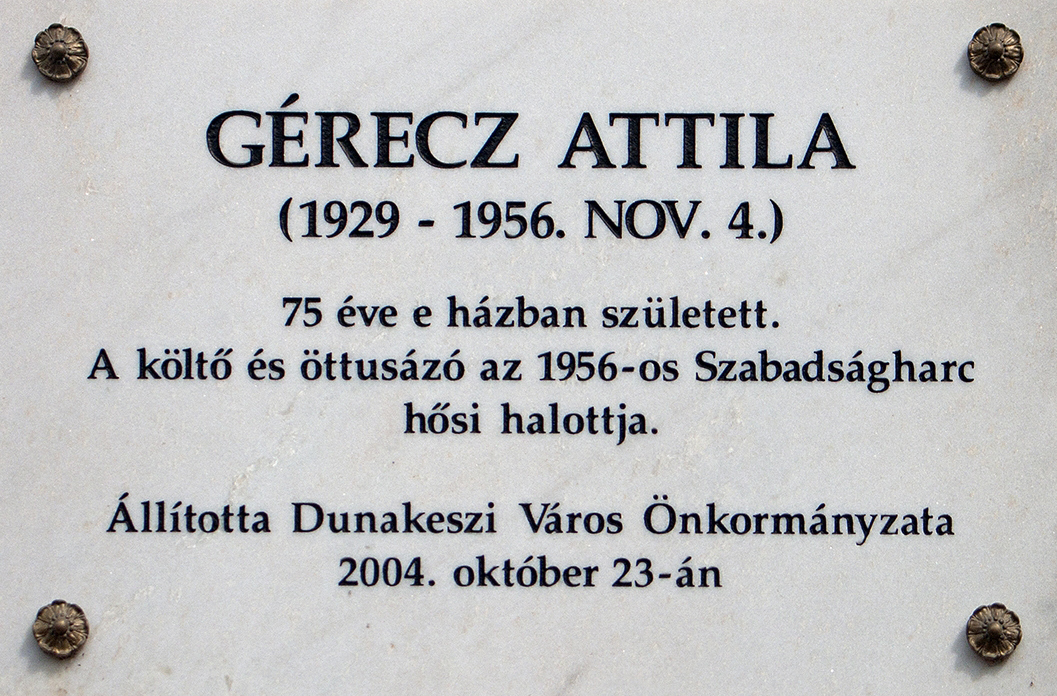 GÉRECZ ATTILA
(1929 - 1956. NOV. 4.)
75 éve e házban született.
A költő és öttusázó az 1956-os Szabadságharc
hősi halottja.
Állította Dunakeszi Város Önkormányzata
2004. október 23-án